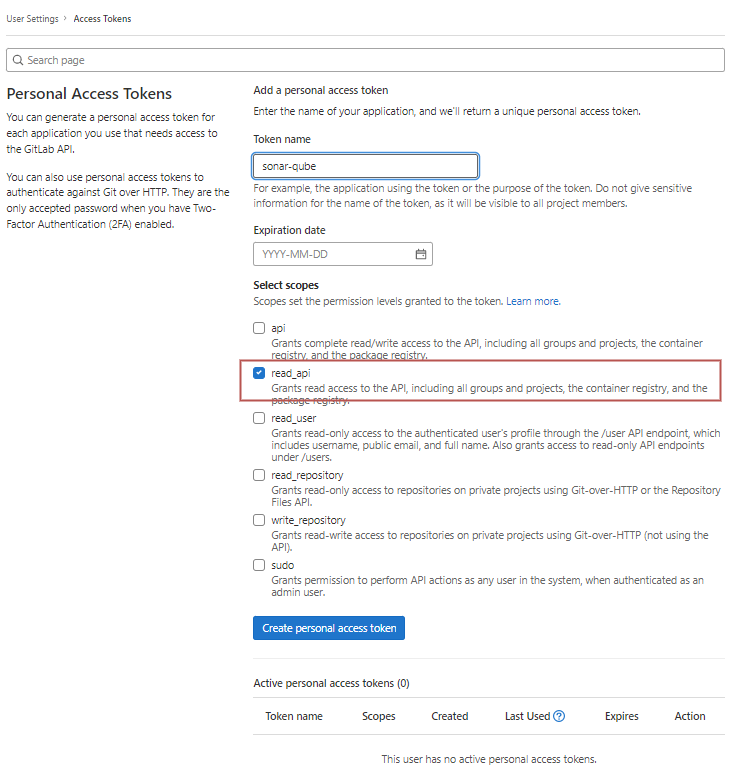 User Settings › Access Tokens
Search page
Personal Access Tokens
You can generate a personal access token for
each application you use that needs access to
the GitLab API.
You can also use personal access tokens to
authenticate against Git over HTTP. They are the
only accepted password when you have Two-
Factor Authentication (2FA) enabled.
Add a personal access token
Enter the name of your application, and we'll return a unique personal access token.
Token name
sonar-qube
For example, the application using the token or the purpose of the token. Do not give sensitive
information for the name of the token, as it will be visible to all project members.
Expiration date
YYYY-MM-DD
Select scopes
Scopes set the permission levels granted to the token. Learn more.
api
Grants complete read/write access to the API, including all groups and projects, the container
registry, and the package registry.
read_api
Grants read access to the API, including all groups and projects, the container registry, and the
package registry.
read_user
Grants read-only access to the authenticated user's profile through the /user API endpoint, which
includes username, public email, and full name. Also grants access to read-only API endpoints
under /users.
read_repository
Grants read-only access to repositories on private projects using Git-over-HTTP or the Repository
Files API.
write_repository
Grants read-write access to repositories on private projects using Git-over-HTTP (not using the
API).
sudo
Grants permission to perform API actions as any user in the system, when authenticated as an
admin user.
Create personal access token
Active personal access tokens (0)
Token name Scopes Created Last Used ? Expires Action
This user has no active personal access tokens.